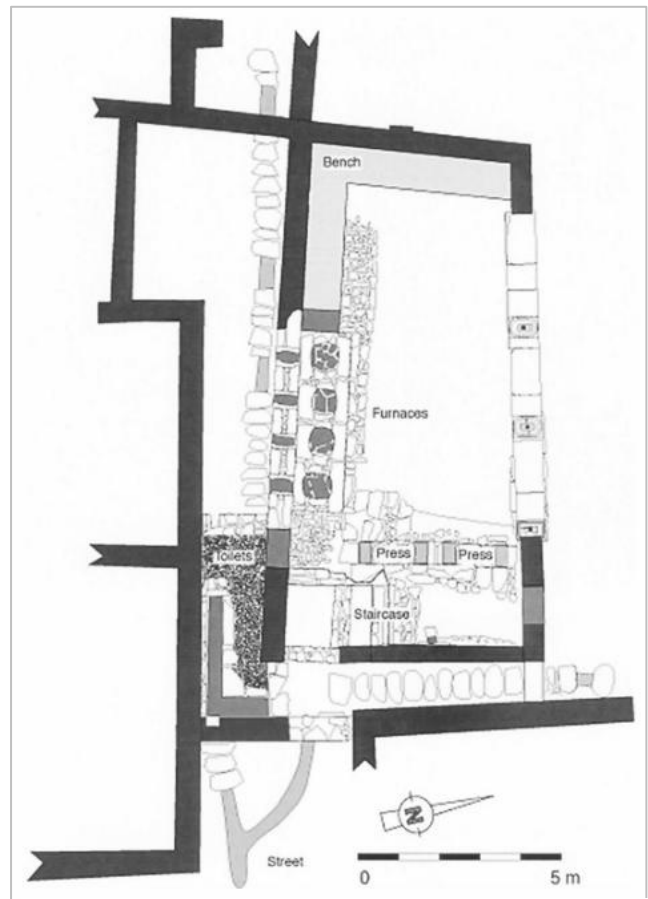 Bench
Furnaces
Toilets
Press
Press
Staircase
N
Street
0
5 m